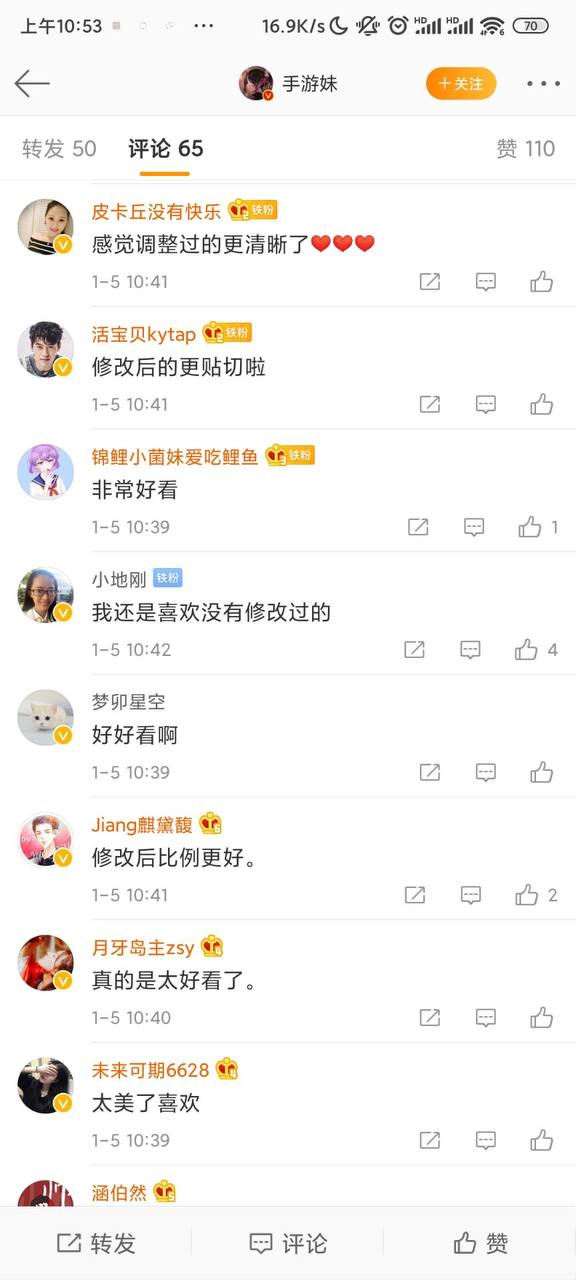 上午10:53
...
16.9K/s
HD
HD
6
70
手游妹
+关注
转发 50
评论 65
赞 110
皮卡丘没有快乐
2
铁粉
感觉调整过的更清晰了❤️❤️❤️
1-5 10:41
活宝贝kytap
2
铁粉
修改后的更贴切啦
1-5 10:41
锦鲤小菌妹爱吃鲤鱼
3
铁粉
非常好看
1-5 10:39
1
小地刚
铁粉
我还是喜欢没有修改过的
1-5 10:42
4
梦卯星空
好好看啊
1-5 10:39
Jiang麒黛馥
修改后比例更好。
1-5 10:41
2
月牙岛主zsy
4
真的是太好看了。
1-5 10:40
未来可期6628
4
太美了喜欢
1-5 10:39
涵伯然
转发
评论
赞